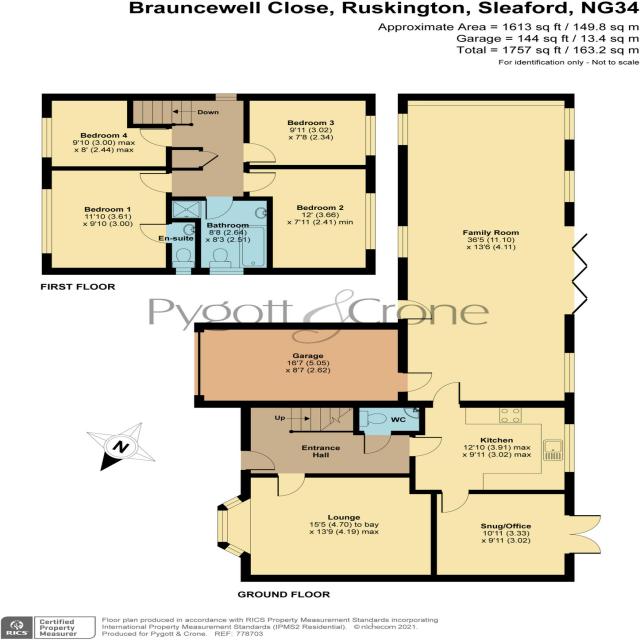 Brauncewell Close, Ruskington, Sleaford, NG34
Approximate Area = 1613 sq ft / 149.8 sq m
Garage = 144 sq ft / 13.4 sq m
Total = 1757 sq ft / 163.2 sq m
For identification only - Not to scale
Down
Bedroom 4
9'10 (3.00) max
x 8' (2.44) max
Bedroom 3
9'11 (3.02)
x 7'8 (2.34)
Bedroom 1
11'10 (3.61)
x 9'10 (3.00)
Bedroom 2
12' (3.66)
x 7'11 (2.41) min
Bathroom
8'8 (2.64)
x 8'3 (2.51)
En-suite
FIRST FLOOR
Family Room
36'5 (11.10)
x 13'6 (4.11)
Pygott & Crone
Garage
16'7 (5.05)
x 8'7 (2.62)
Up
WC
Entrance
Hall
Kitchen
12'10 (3.91) max
x 9'11 (3.02) max
N
Lounge
15'5 (4.70) to bay
x 13'9 (4.19) max
Snug/Office
10'11 (3.33)
x 9'11 (3.02)
GROUND FLOOR
RICS
Certified
Property
Measurer
Floor plan produced in accordance with RICS Property Measurement Standards incorporating
International Property Measurement Standards (IPMS2 Residential). © nichecom 2021.
Produced for Pygott & Crone. REF: 778703